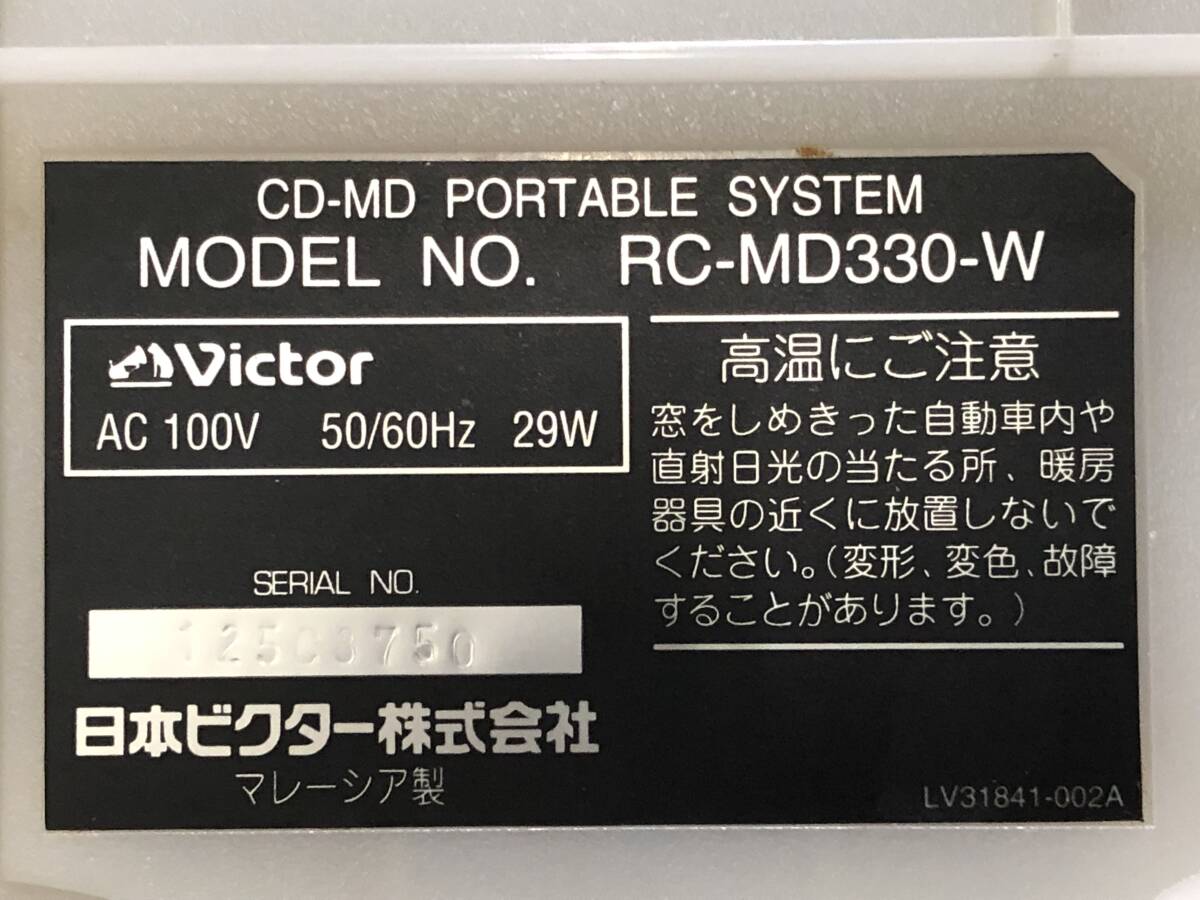 CD-MD PORTABLE SYSTEM
MODEL NO. RC-MD330-W
Victor
AC 100V 50/60Hz 29W
高温にご注意
窓をしめきった自動車内や
直射日光の当たる所、暖房
器具の近くに放置しないで
ください。（変形、変色、故障
することがあります。）
SERIAL NO.
125C3750
日本ビクター株式会社
マレーシア製
LV31841-002A